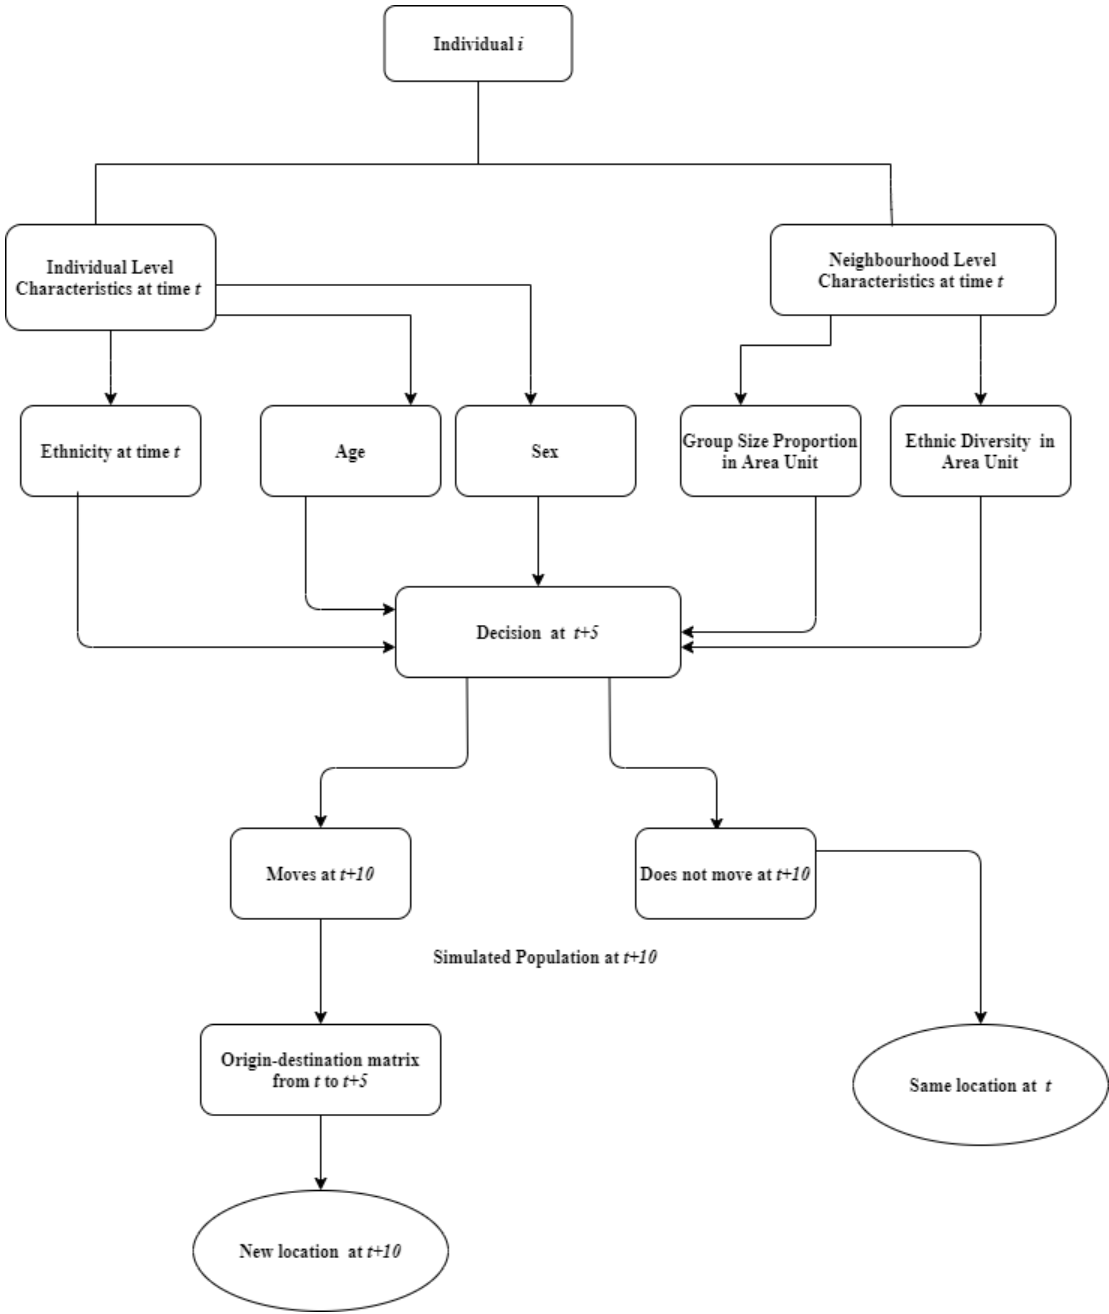 Individual i
Individual Level
Characteristics at time t
Neighbourhood Level
Characteristics at time t
Ethnicity at time t
Age
Sex
Group Size Proportion
in Area Unit
Ethnic Diversity in
Area Unit
Decision at t+5
Moves at t+10
Does not move at t+10
Simulated Population at t+10
Origin-destination matrix
from t to t+5
Same location at t
New location at t+10